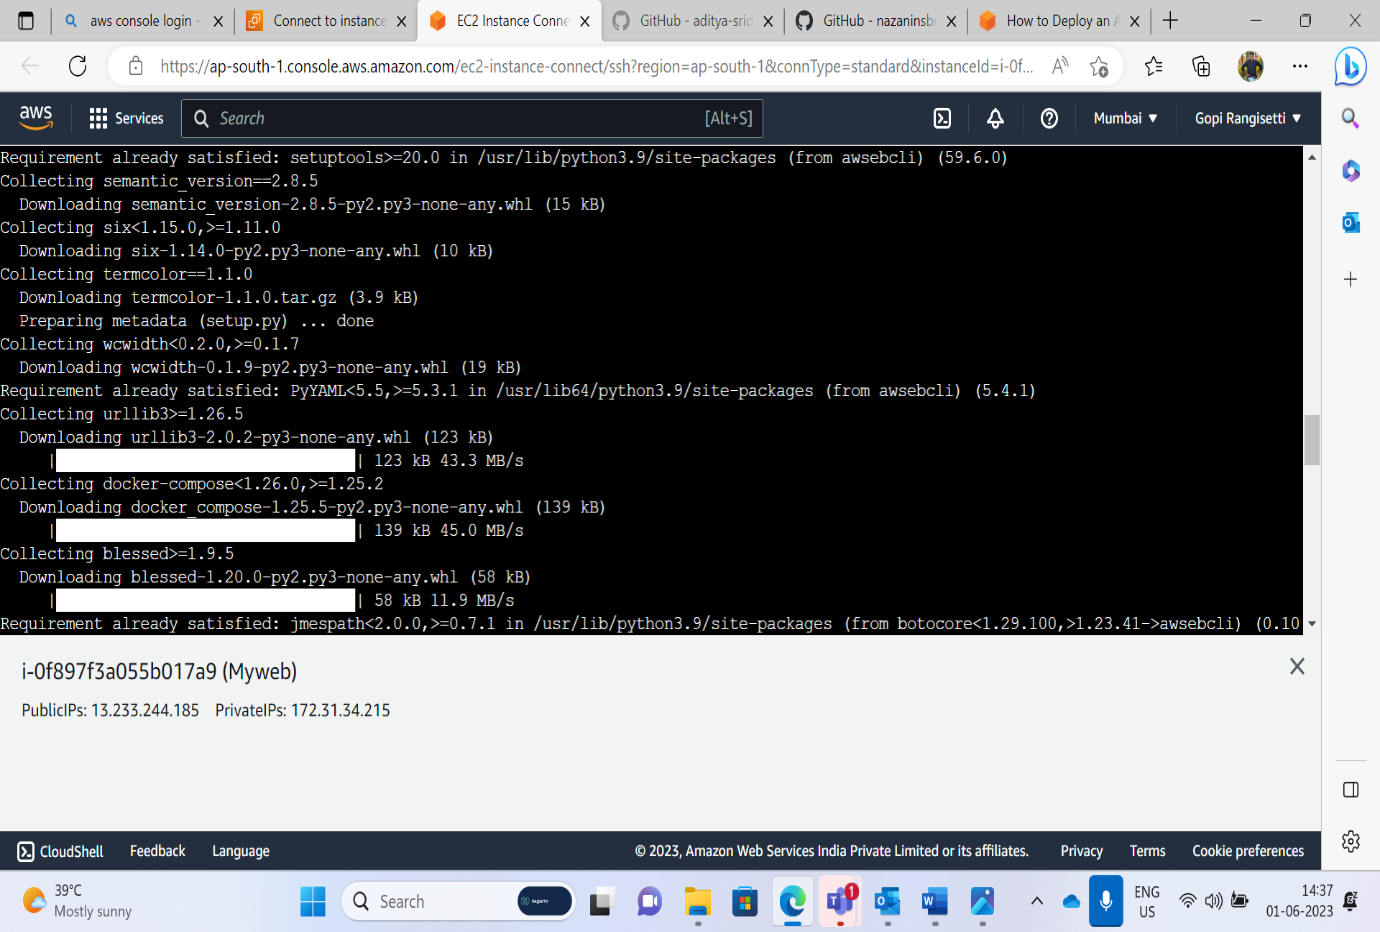 aws console login -
Connect to instance
EC2 Instance Conne
GitHub - aditya-srid
GitHub - nazaninsb
How to Deploy an A
https://ap-south-1.console.aws.amazon.com/ec2-instance-connect/ssh?region=ap-south-1&connType=standard&instanceId=i-0f...
aws
Services
Search
[Alt+S]
Mumbai
Gopi Rangisetti
Requirement already satisfied: setuptools>=20.0 in /usr/lib/python3.9/site-packages (from awsebcli) (59.6.0)
Collecting semantic_version==2.8.5
Downloading semantic_version-2.8.5-py2.py3-none-any.whl (15 kB)
Collecting six<1.15.0,>=1.11.0
Downloading six-1.14.0-py2.py3-none-any.whl (10 kB)
Collecting termcolor==1.1.0
Downloading termcolor-1.1.0.tar.gz (3.9 kB)
Preparing metadata (setup.py) ... done
Collecting wcwidth<0.2.0,>=0.1.7
Downloading wcwidth-0.1.9-py2.py3-none-any.whl (19 kB)
Requirement already satisfied: PyYAML<5.5,>=5.3.1 in /usr/lib64/python3.9/site-packages (from awsebcli) (5.4.1)
Collecting urllib3>=1.26.5
Downloading urllib3-2.0.2-py3-none-any.whl (123 kB)
| | 123 kB 43.3 MB/s
Collecting docker-compose<1.26.0,>=1.25.2
Downloading docker_compose-1.25.5-py2.py3-none-any.whl (139 kB)
| | 139 kB 45.0 MB/s
Collecting blessed>=1.9.5
Downloading blessed-1.20.0-py2.py3-none-any.whl (58 kB)
| | 58 kB 11.9 MB/s
Requirement already satisfied: jmespath<2.0.0,>=0.7.1 in /usr/lib/python3.9/site-packages (from botocore<1.29.100,>1.23.41->awsebcli) (0.10
i-0f897f3a055b017a9 (Myweb)
PublicIPs: 13.233.244.185 PrivateIPs: 172.31.34.215
CloudShell
Feedback
Language
© 2023, Amazon Web Services India Private Limited or its affiliates.
Privacy
Terms
Cookie preferences
39°C
Mostly sunny
Search
1
ENG
US
14:37
01-06-2023